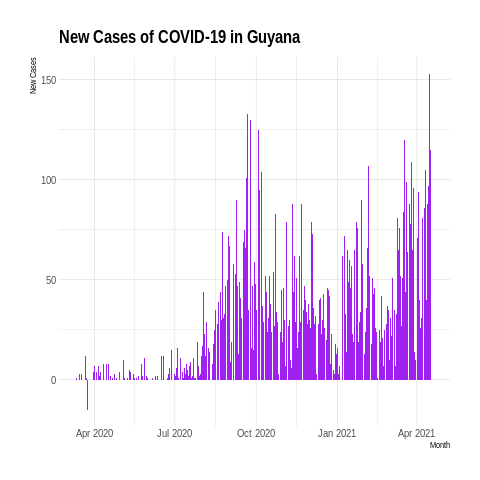 New Cases of COVID-19 in Guyana
New Cases
150
100
50
0
Apr 2020 Jul 2020 Oct 2020 Jan 2021 Apr 2021
Month